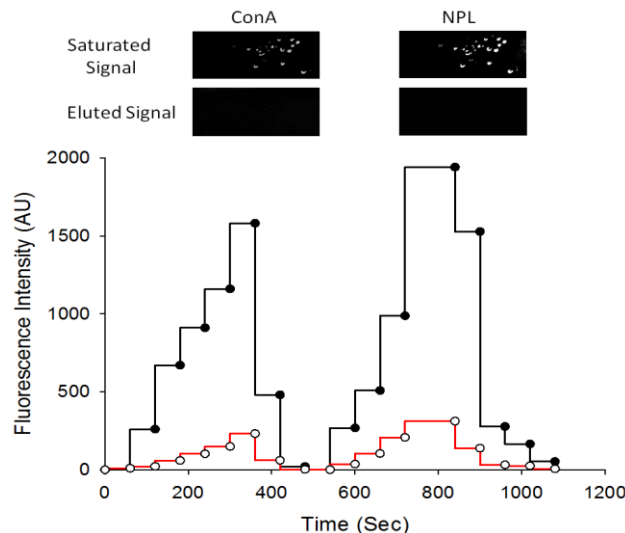 ConA NPL
Saturated
Signal
Eluted Signal
2000
1500
1000
500
0
Fluorescence Intensity (AU)
0 200 400 600 800 1000 1200
Time (Sec)